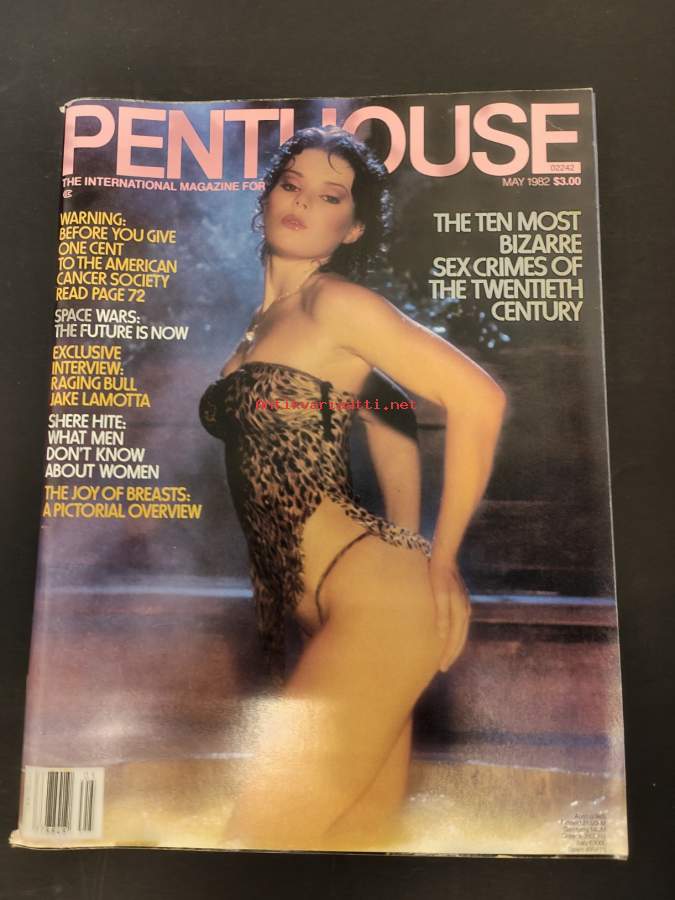 PENTHOUSE
THE INTERNATIONAL MAGAZINE FOR
02242
MAY 1982 $3.00
WARNING:
BEFORE YOU GIVE
ONE CENT
TO THE AMERICAN
CANCER SOCIETY
READ PAGE 72
SPACE WARS:
THE FUTURE IS NOW
EXCLUSIVE
INTERVIEW:
RAGING BULL
JAKE LAMOTTA
SHERE HITE:
WHAT MEN
DON'T KNOW
ABOUT WOMEN
THE JOY OF BREASTS:
A PICTORIAL OVERVIEW
THE TEN MOST
BIZARRE
SEX CRIMES OF
THE TWENTIETH
CENTURY
Antikvariaatti.net